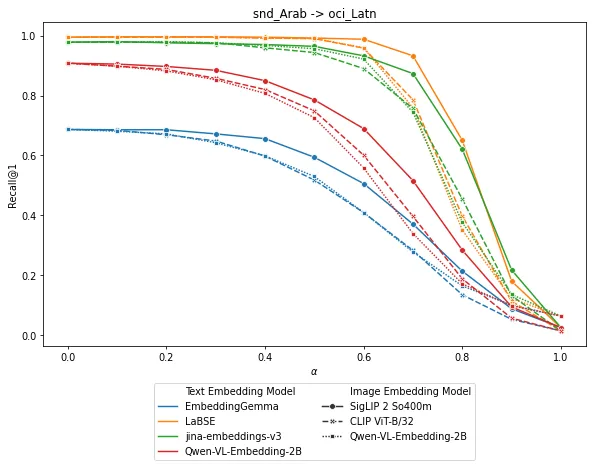 snd_Arab -> oci_Latn
Recall@1
1.0
0.8
0.6
0.4
0.2
0.0
0.0 0.2 0.4 0.6 0.8 1.0
α
Text Embedding Model Image Embedding Model
EmbeddingGemma SigLIP 2 So400m
LaBSE CLIP ViT-B/32
jina-embeddings-v3 Qwen-VL-Embedding-2B
Qwen-VL-Embedding-2B